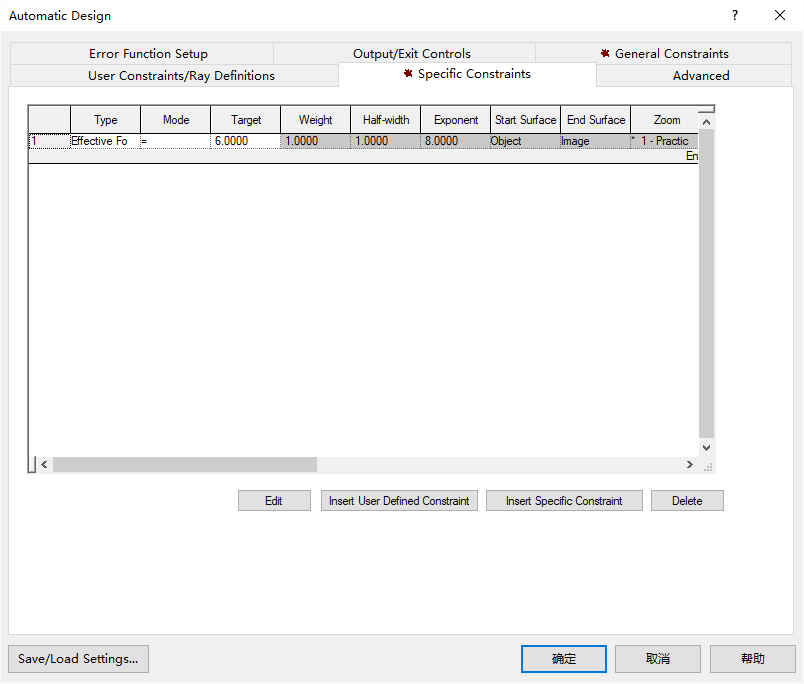 Automatic Design ?
Error Function Setup Output/Exit Controls General Constraints
User Constraints/Ray Definitions Specific Constraints Advanced
Type Mode Target Weight Half-width Exponent Start Surface End Surface Zoom
1 Effective Fo = 6.0000 1.0000 1.0000 8.0000 Object Image * 1 - Practic
En
Edit Insert User Defined Constraint Insert Specific Constraint Delete
Save/Load Settings... 确定 取消 帮助